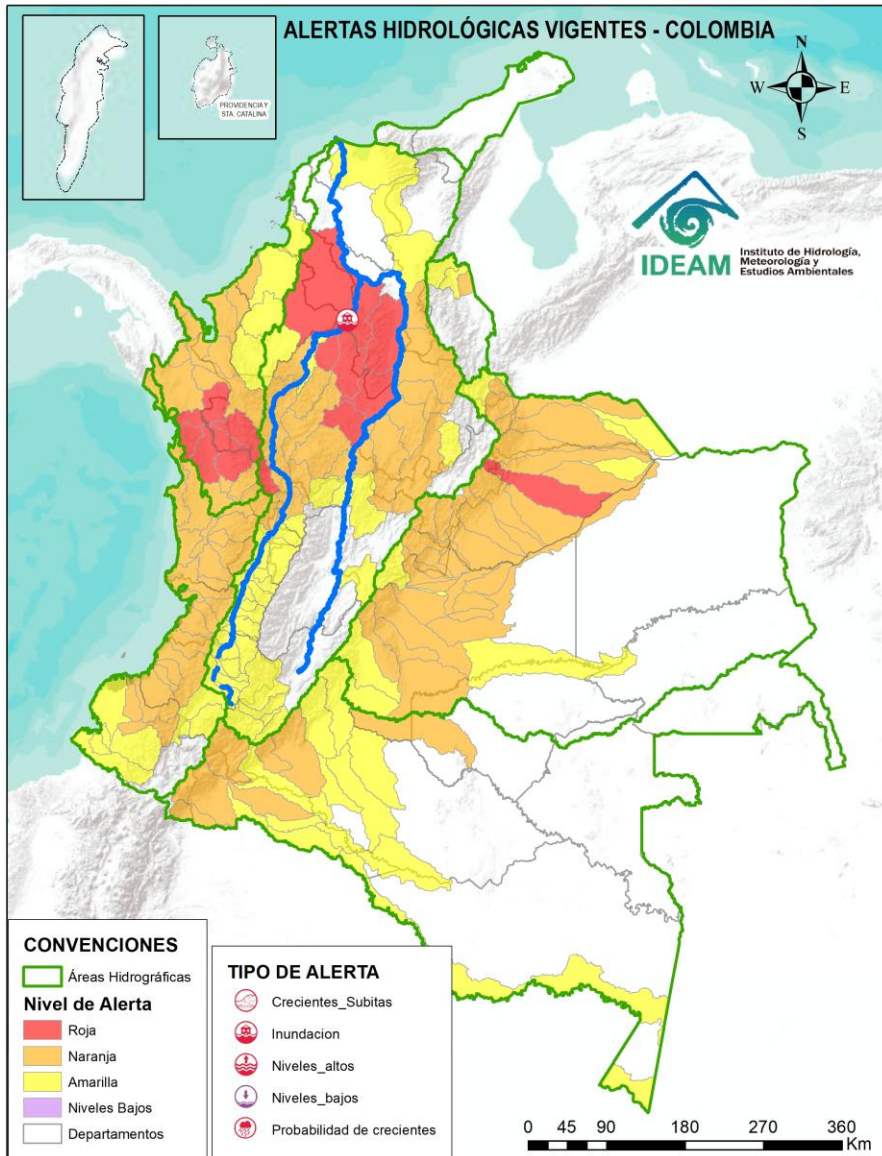 ALERTAS HIDROLÓGICAS VIGENTES - COLOMBIA
PROVIDENCIA Y
STA. CATALINA
N
W
E
S
IDEAM
Instituto de Hidrología,
Meteorología y
Estudios Ambientales
CONVENCIONES
Áreas Hidrográficas
Nivel de Alerta
Roja
Naranja
Amarilla
Niveles Bajos
Departamentos
TIPO DE ALERTA
Crecientes_Subitas
Inundacion
Niveles_altos
Niveles_bajos
Probabilidad de crecientes
0 45 90 180 270 360
Km